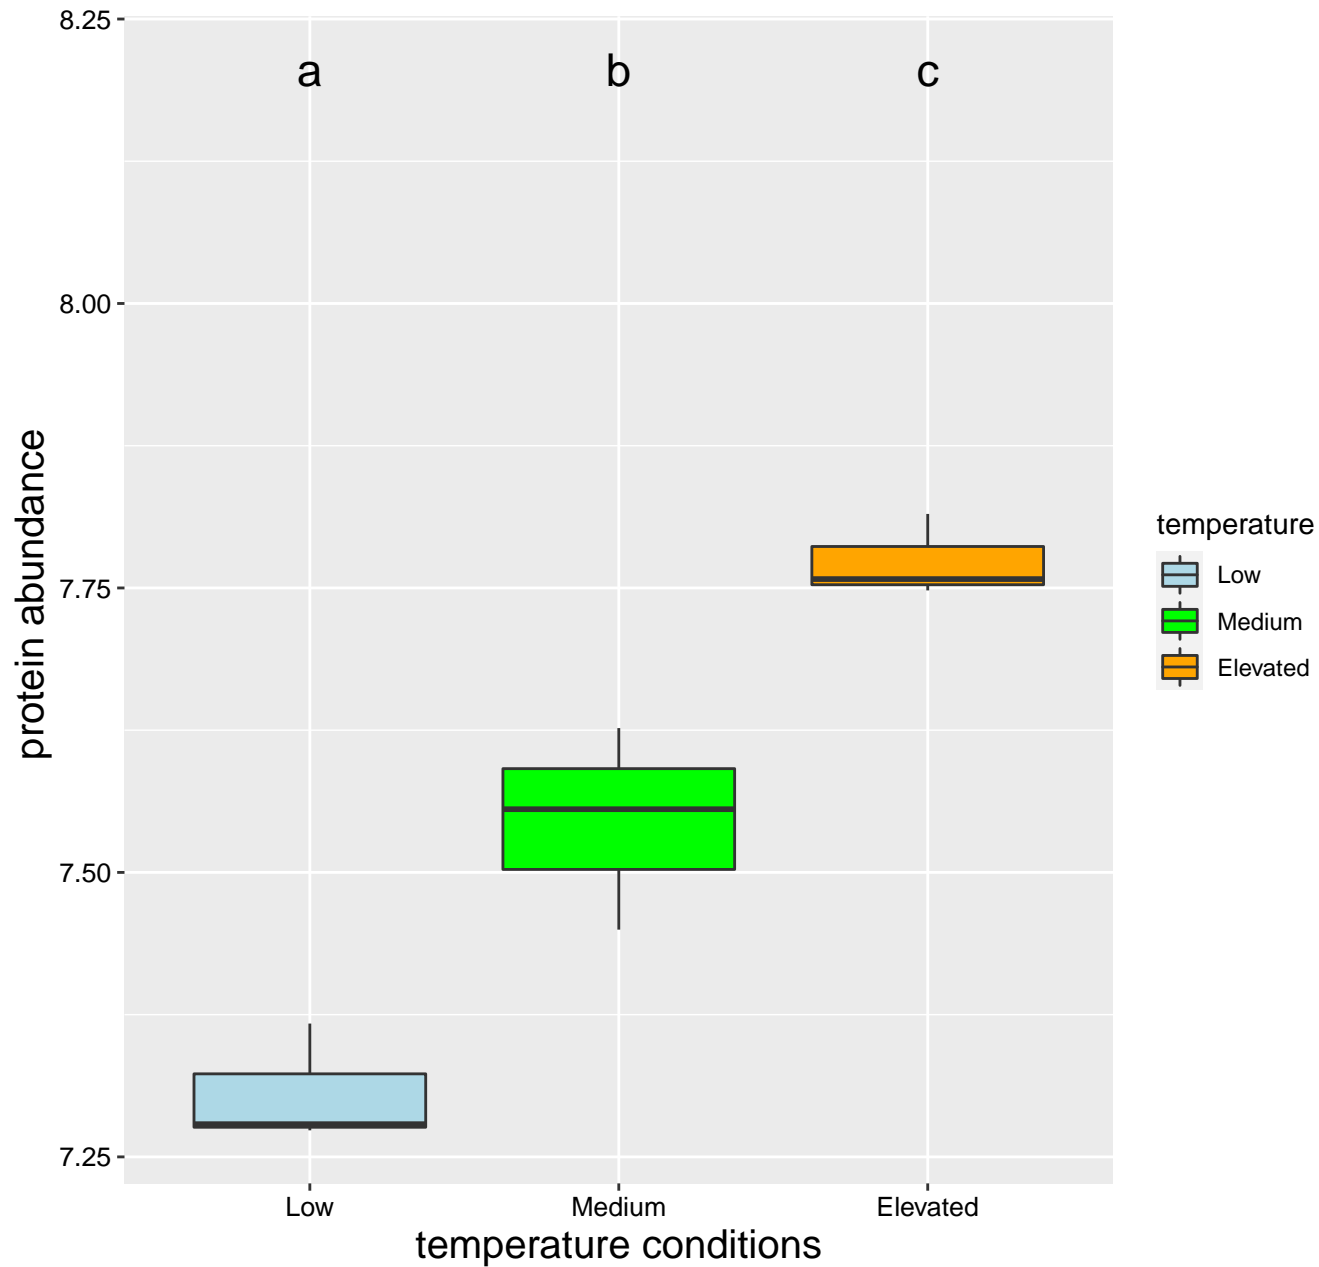 8.25
a b c
8.00
7.75
7.50
7.25
protein abundance
Low Medium Elevated
temperature conditions
temperature
Low
Medium
Elevated